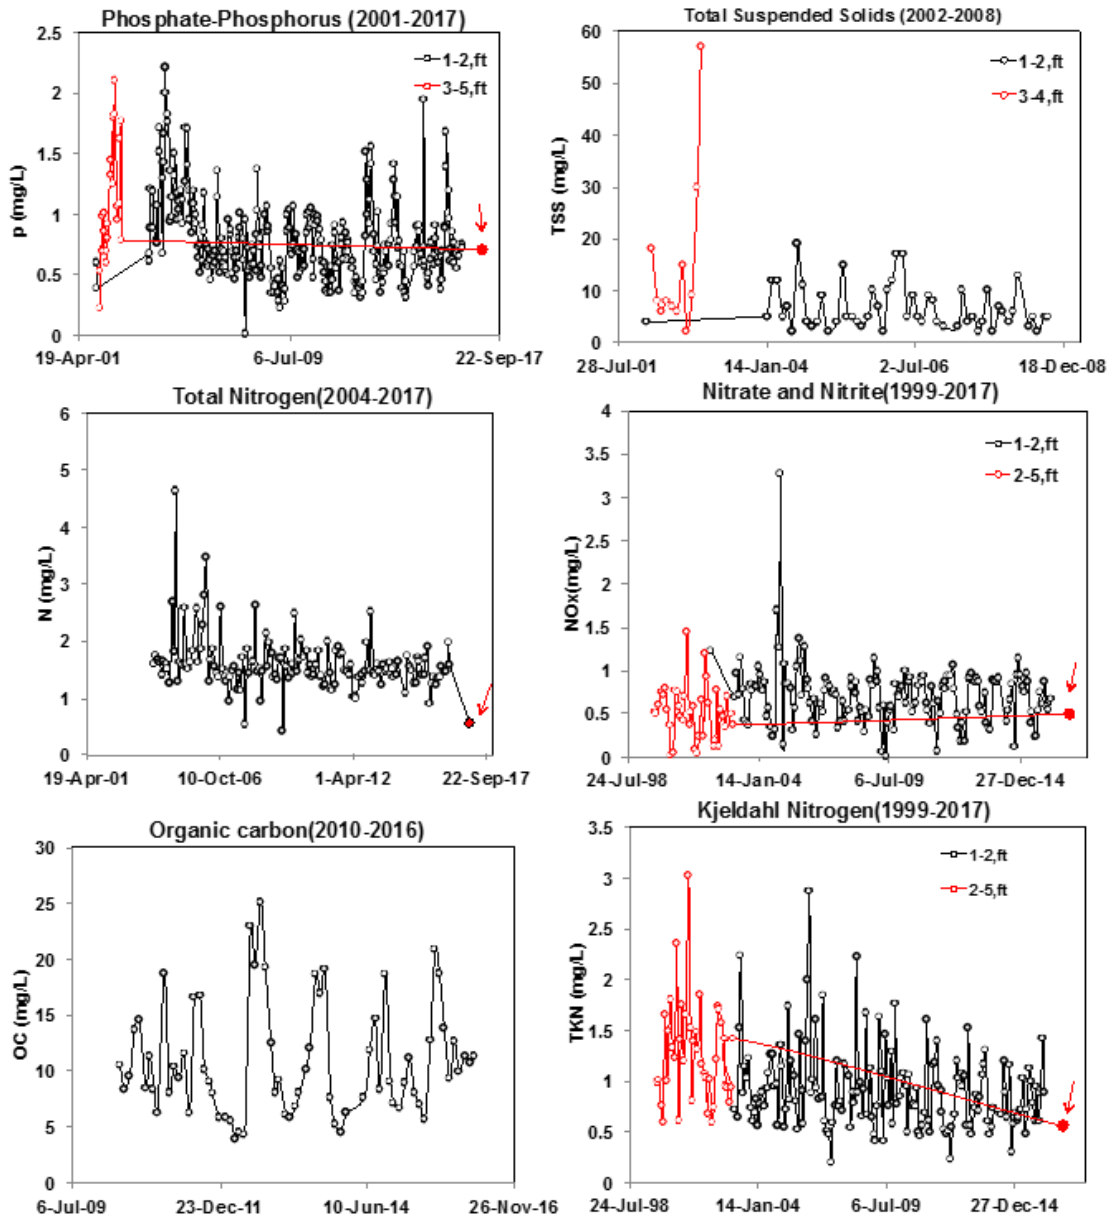 Phosphate-Phosphorus (2001-2017)
2.5
2
1.5
1
0.5
0
p (mg/L)
1-2,ft
3-5,ft
19-Apr-01
6-Jul-09
22-Sep-17
Total Suspended Solids (2002-2008)
60
50
40
30
20
10
0
TSS (mg/L)
1-2,ft
3-4,ft
28-Jul-01
14-Jan-04
2-Jul-06
18-Dec-08
Total Nitrogen(2004-2017)
6
5
4
3
2
1
0
N (mg/L)
19-Apr-01
10-Oct-06
1-Apr-12
22-Sep-17
Nitrate and Nitrite(1999-2017)
4
3.5
3
2.5
2
1.5
1
0.5
0
NOx(mg/L)
1-2,ft
2-5,ft
24-Jul-98
14-Jan-04
6-Jul-09
27-Dec-14
Organic carbon(2010-2016)
30
25
20
15
10
5
0
OC (mg/L)
6-Jul-09
23-Dec-11
10-Jun-14
26-Nov-16
Kjeldahl Nitrogen(1999-2017)
3.5
3
2.5
2
1.5
1
0.5
0
TKN (mg/L)
1-2,ft
2-5,ft
24-Jul-98
14-Jan-04
6-Jul-09
27-Dec-14